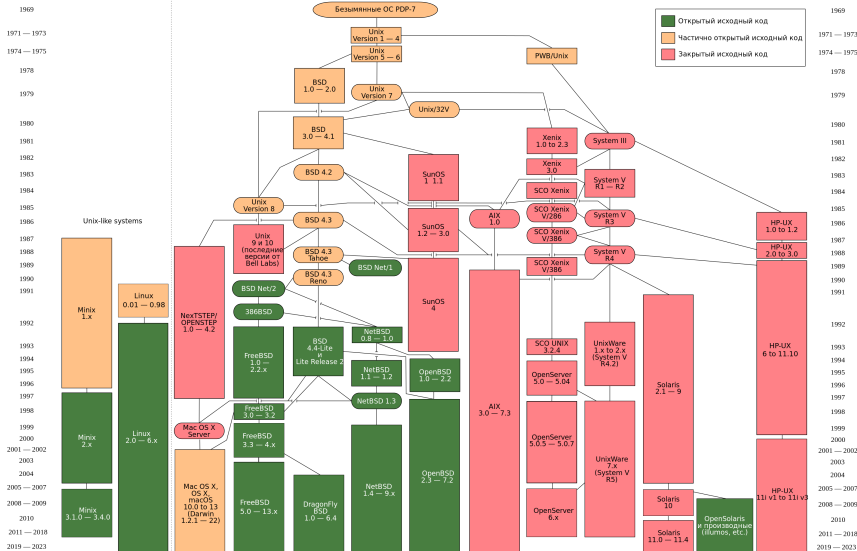 1969
1971 — 1973
1974 — 1975
1978
1979
1980
1981
1982
1983
1984
1985
1986
1987
1988
1989
1990
1991
1992
1993
1994
1995
1996
1997
1998
1999
2000
2001 — 2002
2003
2004
2005 — 2007
2008 — 2009
2010
2011 — 2018
2019 — 2023
Безымянные ОС PDP-7
Открытый исходный код
Частично открытый исходный код
Закрытый исходный код
Unix
Version 1 — 4
Unix
Version 5 — 6
PWB/Unix
BSD
1.0 — 2.0
Unix
Version 7
Unix/32V
BSD
3.0 — 4.1
Xenix
1.0 to 2.3
System III
Xenix
3.0
SunOS
1 1.1
BSD 4.2
System V
R1 — R2
SCO Xenix
Unix
Version 8
SCO Xenix
V/286
System V
R3
AIX
1.0
BSD 4.3
SunOS
1.2 — 3.0
HP-UX
1.0 to 1.2
SCO Xenix
V/386
Unix-like systems
Unix
9 и 10
(последние
версии от
Bell Labs)
BSD 4.3
Tahoe
System V
R4
HP-UX
2.0 to 3.0
BSD Net/1
SCO Xenix
V/386
BSD 4.3
Reno
BSD Net/2
386BSD
SunOS
4
Minix
1.x
Linux
0.01 — 0.98
NexTSTEP/
OPENSTEP
1.0 — 4.2
FreeBSD
1.0 —
2.2.x
BSD
4.4-Lite
и
Lite Release 2
NetBSD
0.8 — 1.0
NetBSD
1.1 — 1.2
OpenBSD
1.0 — 2.2
SCO UNIX
3.2.4
UnixWare
1.x to 2.x
(System V
R4.2)
OpenServer
5.0 — 5.04
Solaris
2.1 — 9
HP-UX
6 to 11.10
NetBSD 1.3
FreeBSD
3.0 — 3.2
AIX
3.0 — 7.3
Mac OS X
Server
FreeBSD
3.3 — 4.x
Minix
2.x
Linux
2.0 — 6.x
OpenServer
5.0.5 — 5.0.7
UnixWare
7.x
(System V
R5)
OpenBSD
2.3 — 7.2
NetBSD
1.4 — 9.x
Mac OS X,
OS X,
macOS
10.0 to 13
(Darwin
1.2.1 — 22)
FreeBSD
5.0 — 13.x
DragonFly
BSD
1.0 — 6.4
Minix
3.1.0 — 3.4.0
OpenServer
6.x
Solaris
10
Solaris
11.0 — 11.4
OpenSolaris
и производные
(illumos, etc.)
HP-UX
11i v1 to 11i v3
1969
1971 — 1973
1974 — 1975
1978
1979
1980
1981
1982
1983
1984
1985
1986
1987
1988
1989
1990
1991
1992
1993
1994
1995
1996
1997
1998
1999
2000
2001 — 2002
2003
2004
2005 — 2007
2008 — 2009
2010
2011 — 2018
2019 — 2023